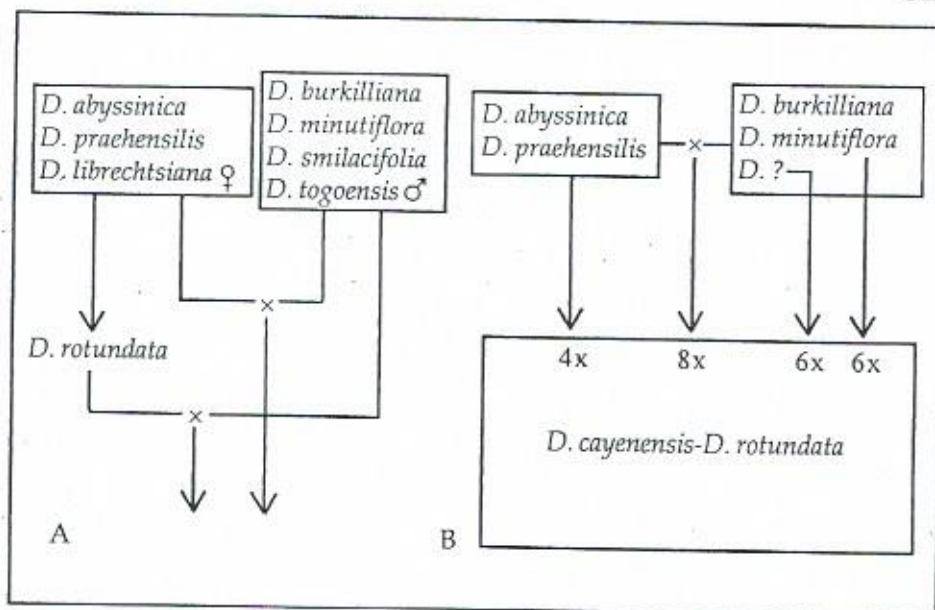 D. abyssinica
D. praehensilis
D. librechtsiana ♀
D. burkilliana
D. minutiflora
D. smilacifolia
D. togoensis ♂
×
D. rotundata
×
A
D. abyssinica
D. praehensilis
×
D. burkilliana
D. minutiflora
D. ?
4x 8x 6x 6x
D. cayenensis-D. rotundata
B